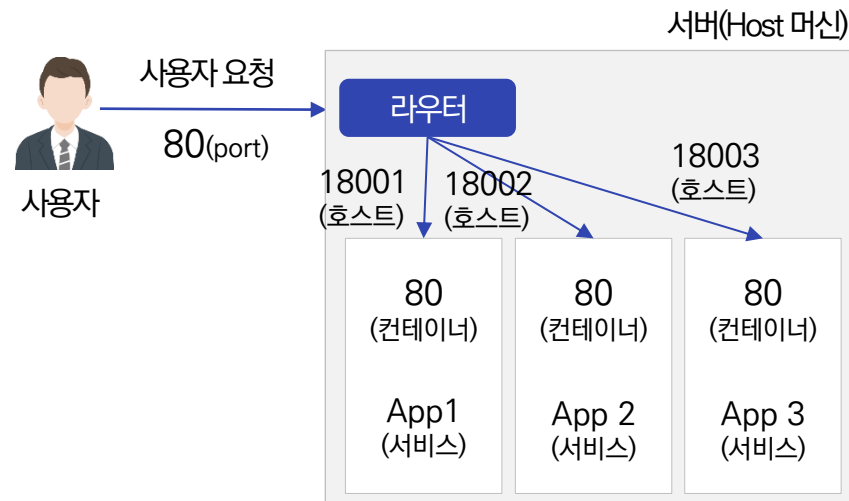 서버(Host 머신)
사용자 요청
라우터
80(port)
사용자
18001
(호스트)
18002
(호스트)
18003
(호스트)
80
(컨테이너)
App1
(서비스)
80
(컨테이너)
App 2
(서비스)
80
(컨테이너)
App 3
(서비스)